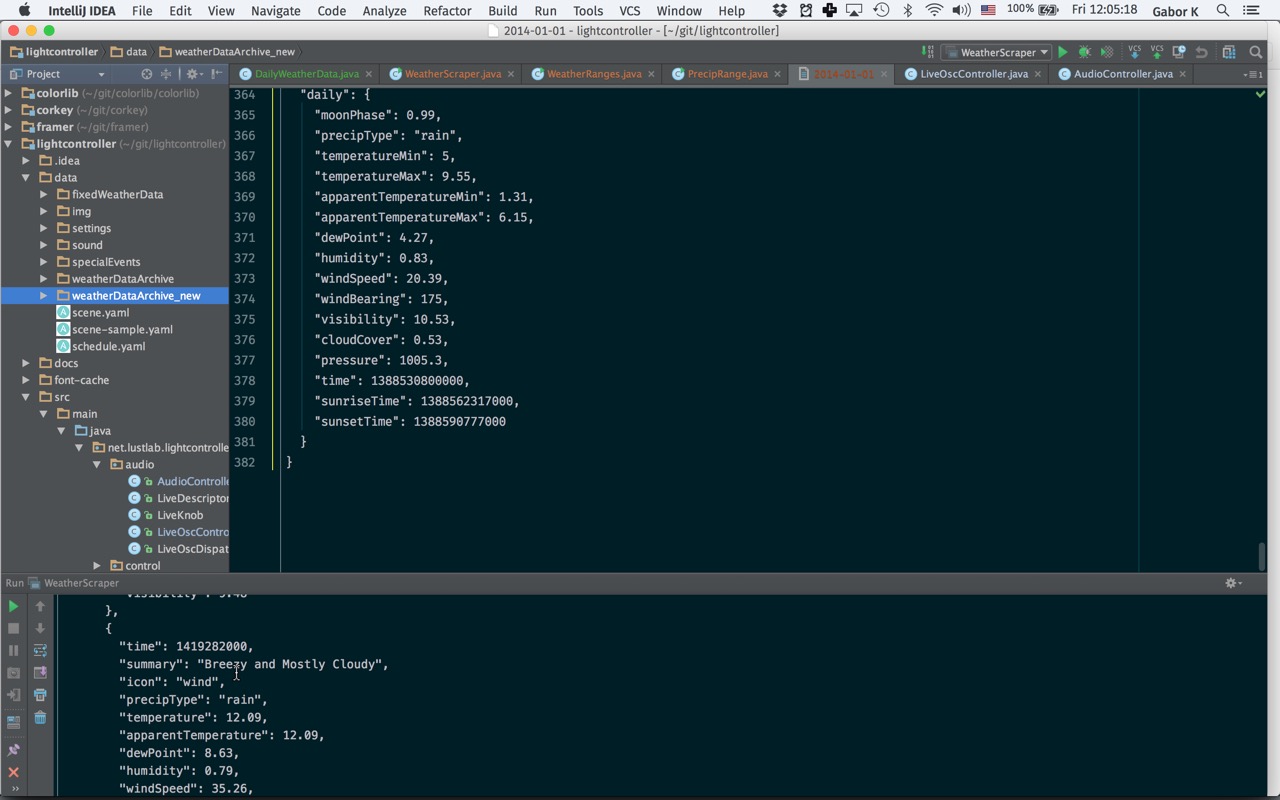 IntelliJ IDEA File Edit View Navigate Code Analyze Refactor Build Run Tools VCS Window Help 100% Fri 12:05:18 Gabor K
2014-01-01 - lightcontroller - [~/git/lightcontroller]
lightcontroller data weatherDataArchive_new WeatherScraper VCS VCS
Project DailyWeatherData.java WeatherScraper.java WeatherRanges.java PrecipRange.java 2014-01-01 LiveOscController.java AudioController.java
colorlib (~/git/colorlib/colorlib)
corkey (~/git/corkey)
framer (~/git/framer)
lightcontroller (~/git/lightcontroller)
.idea
data
fixedWeatherData
img
settings
sound
specialEvents
weatherDataArchive
weatherDataArchive_new
scene.yaml
scene-sample.yaml
schedule.yaml
docs
font-cache
src
main
java
net.lustlab.lightcontrolle
audio
AudioControlle
LiveDescriptor
LiveKnob
LiveOscContro
LiveOscDispat
control
364 "daily": {
365 "moonPhase": 0.99,
366 "precipType": "rain",
367 "temperatureMin": 5,
368 "temperatureMax": 9.55,
369 "apparentTemperatureMin": 1.31,
370 "apparentTemperatureMax": 6.15,
371 "dewPoint": 4.27,
372 "humidity": 0.83,
373 "windSpeed": 20.39,
374 "windBearing": 175,
375 "visibility": 10.53,
376 "cloudCover": 0.53,
377 "pressure": 1005.3,
378 "time": 1388530800000,
379 "sunriseTime": 1388562317000,
380 "sunsetTime": 1388590777000
381 }
382 }
Run WeatherScraper
"visibility": 9.48
},
{
"time": 1419282000,
"summary": "Breezy and Mostly Cloudy",
"icon": "wind",
"precipType": "rain",
"temperature": 12.09,
"apparentTemperature": 12.09,
"dewPoint": 8.63,
"humidity": 0.79,
"windSpeed": 35.26,